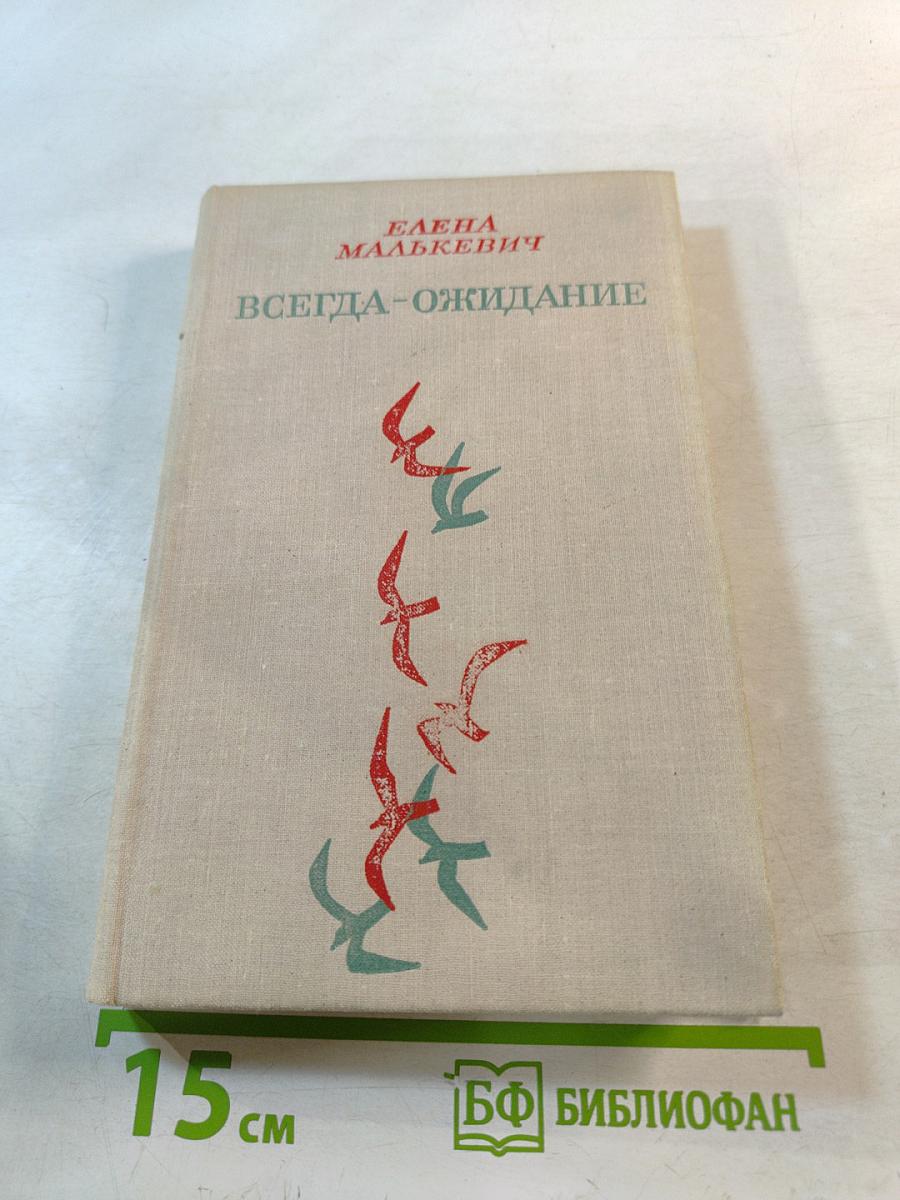 ЕЛЕНА
МАЛЬКЕВИЧ
ВСЕГДА-ОЖИДАНИЕ
15 см
БФ БИБЛИОФАН